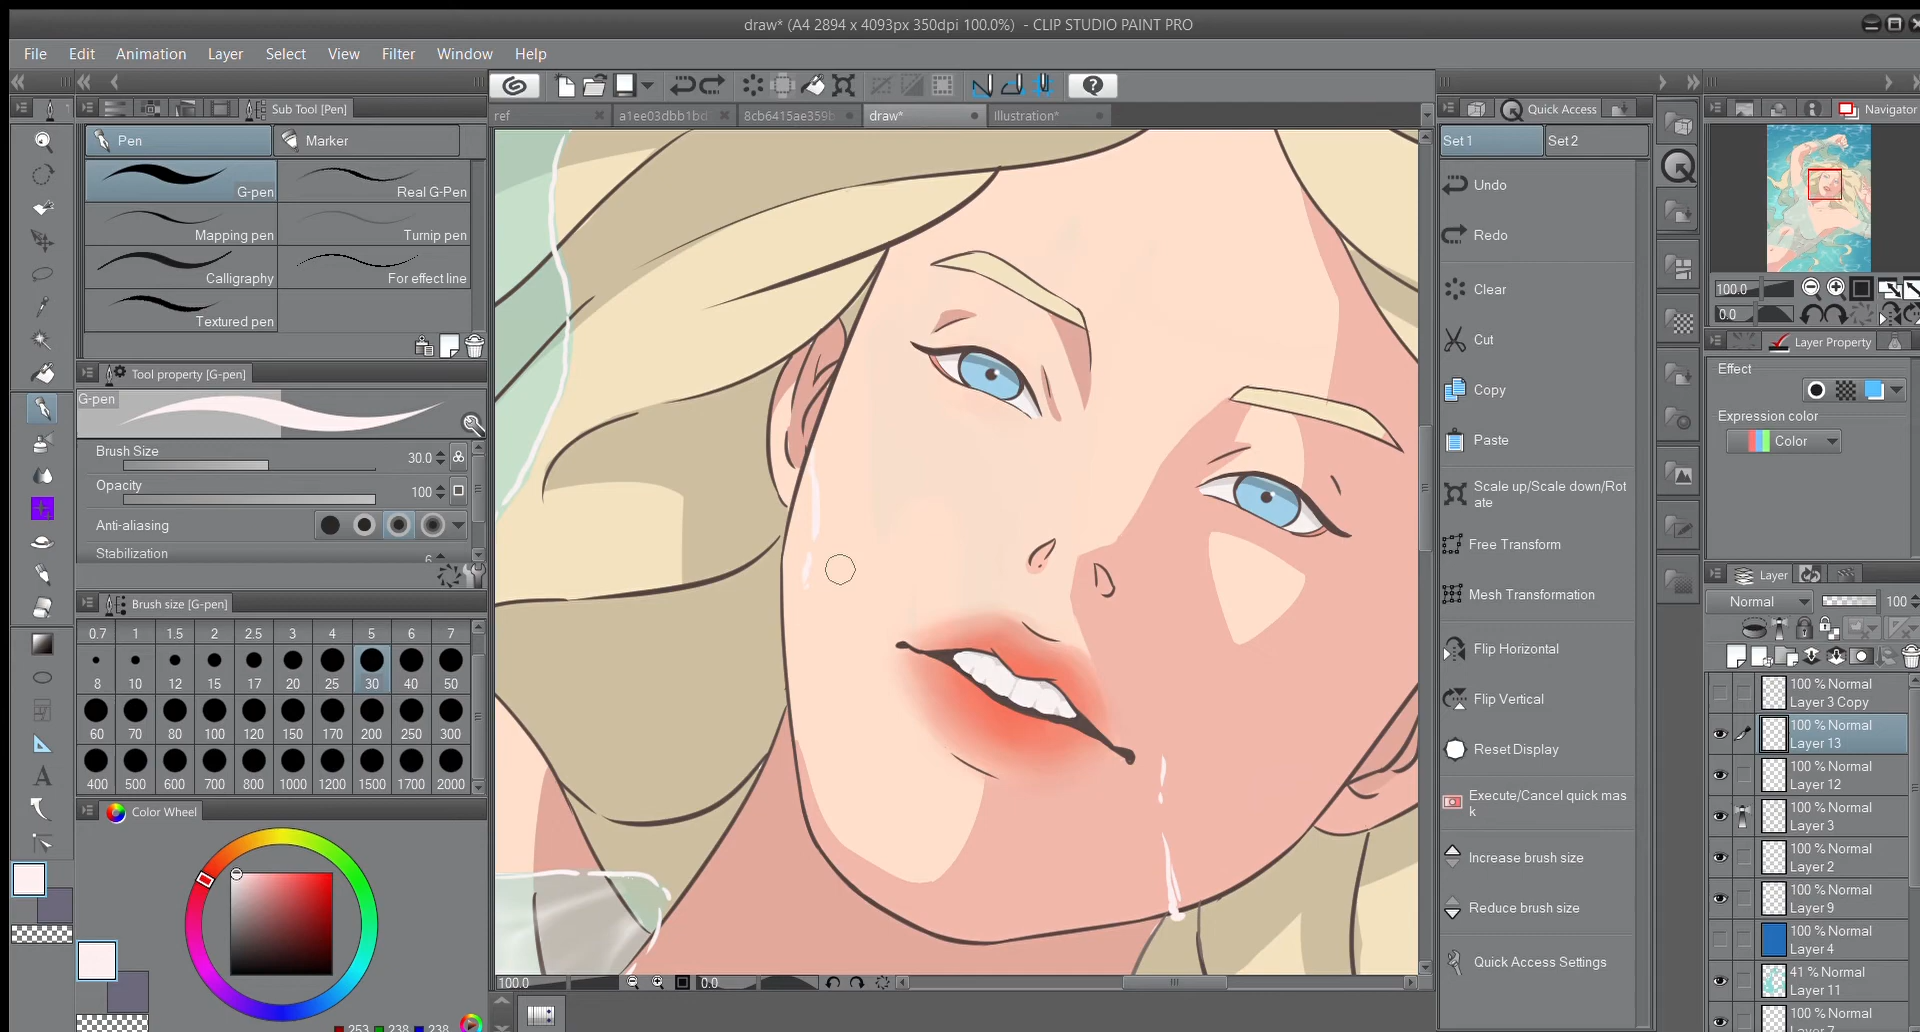 draw* (A4 2894 x 4093px 350dpi 100.0%) - CLIP STUDIO PAINT PRO
File Edit Animation Layer Select View Filter Window Help
Sub Tool [Pen]
Pen
Marker
G-pen
Real G-Pen
Mapping pen
Turnip pen
Calligraphy
For effect line
Textured pen
Tool property [G-pen]
G-pen
Brush Size 30.0
Opacity 100
Anti-aliasing
Stabilization 6
Brush size [G-pen]
0.7 1 1.5 2 2.5 3 4 5 6 7
8 10 12 15 17 20 25 30 40 50
60 70 80 100 120 150 170 200 250 300
400 500 600 700 800 1000 1200 1500 1700 2000
Color Wheel
253 238 238
ref
a1ee03dbb1bd
8cb6415ae359b
draw*
Illustration*
100.0
0.0
Quick Access
Set 1
Set 2
Undo
Redo
Clear
Cut
Copy
Paste
Scale up/Scale down/Rot
ate
Free Transform
Mesh Transformation
Flip Horizontal
Flip Vertical
Reset Display
Execute/Cancel quick mas
k
Increase brush size
Reduce brush size
Quick Access Settings
Navigator
100.0
0.0
Layer Property
Effect
Expression color
Color
Layer
Normal 100
100 % Normal
Layer 3 Copy
100 % Normal
Layer 13
100 % Normal
Layer 12
100 % Normal
Layer 3
100 % Normal
Layer 2
100 % Normal
Layer 9
100 % Normal
Layer 4
41 % Normal
Layer 11
100 % Normal
Layer 7